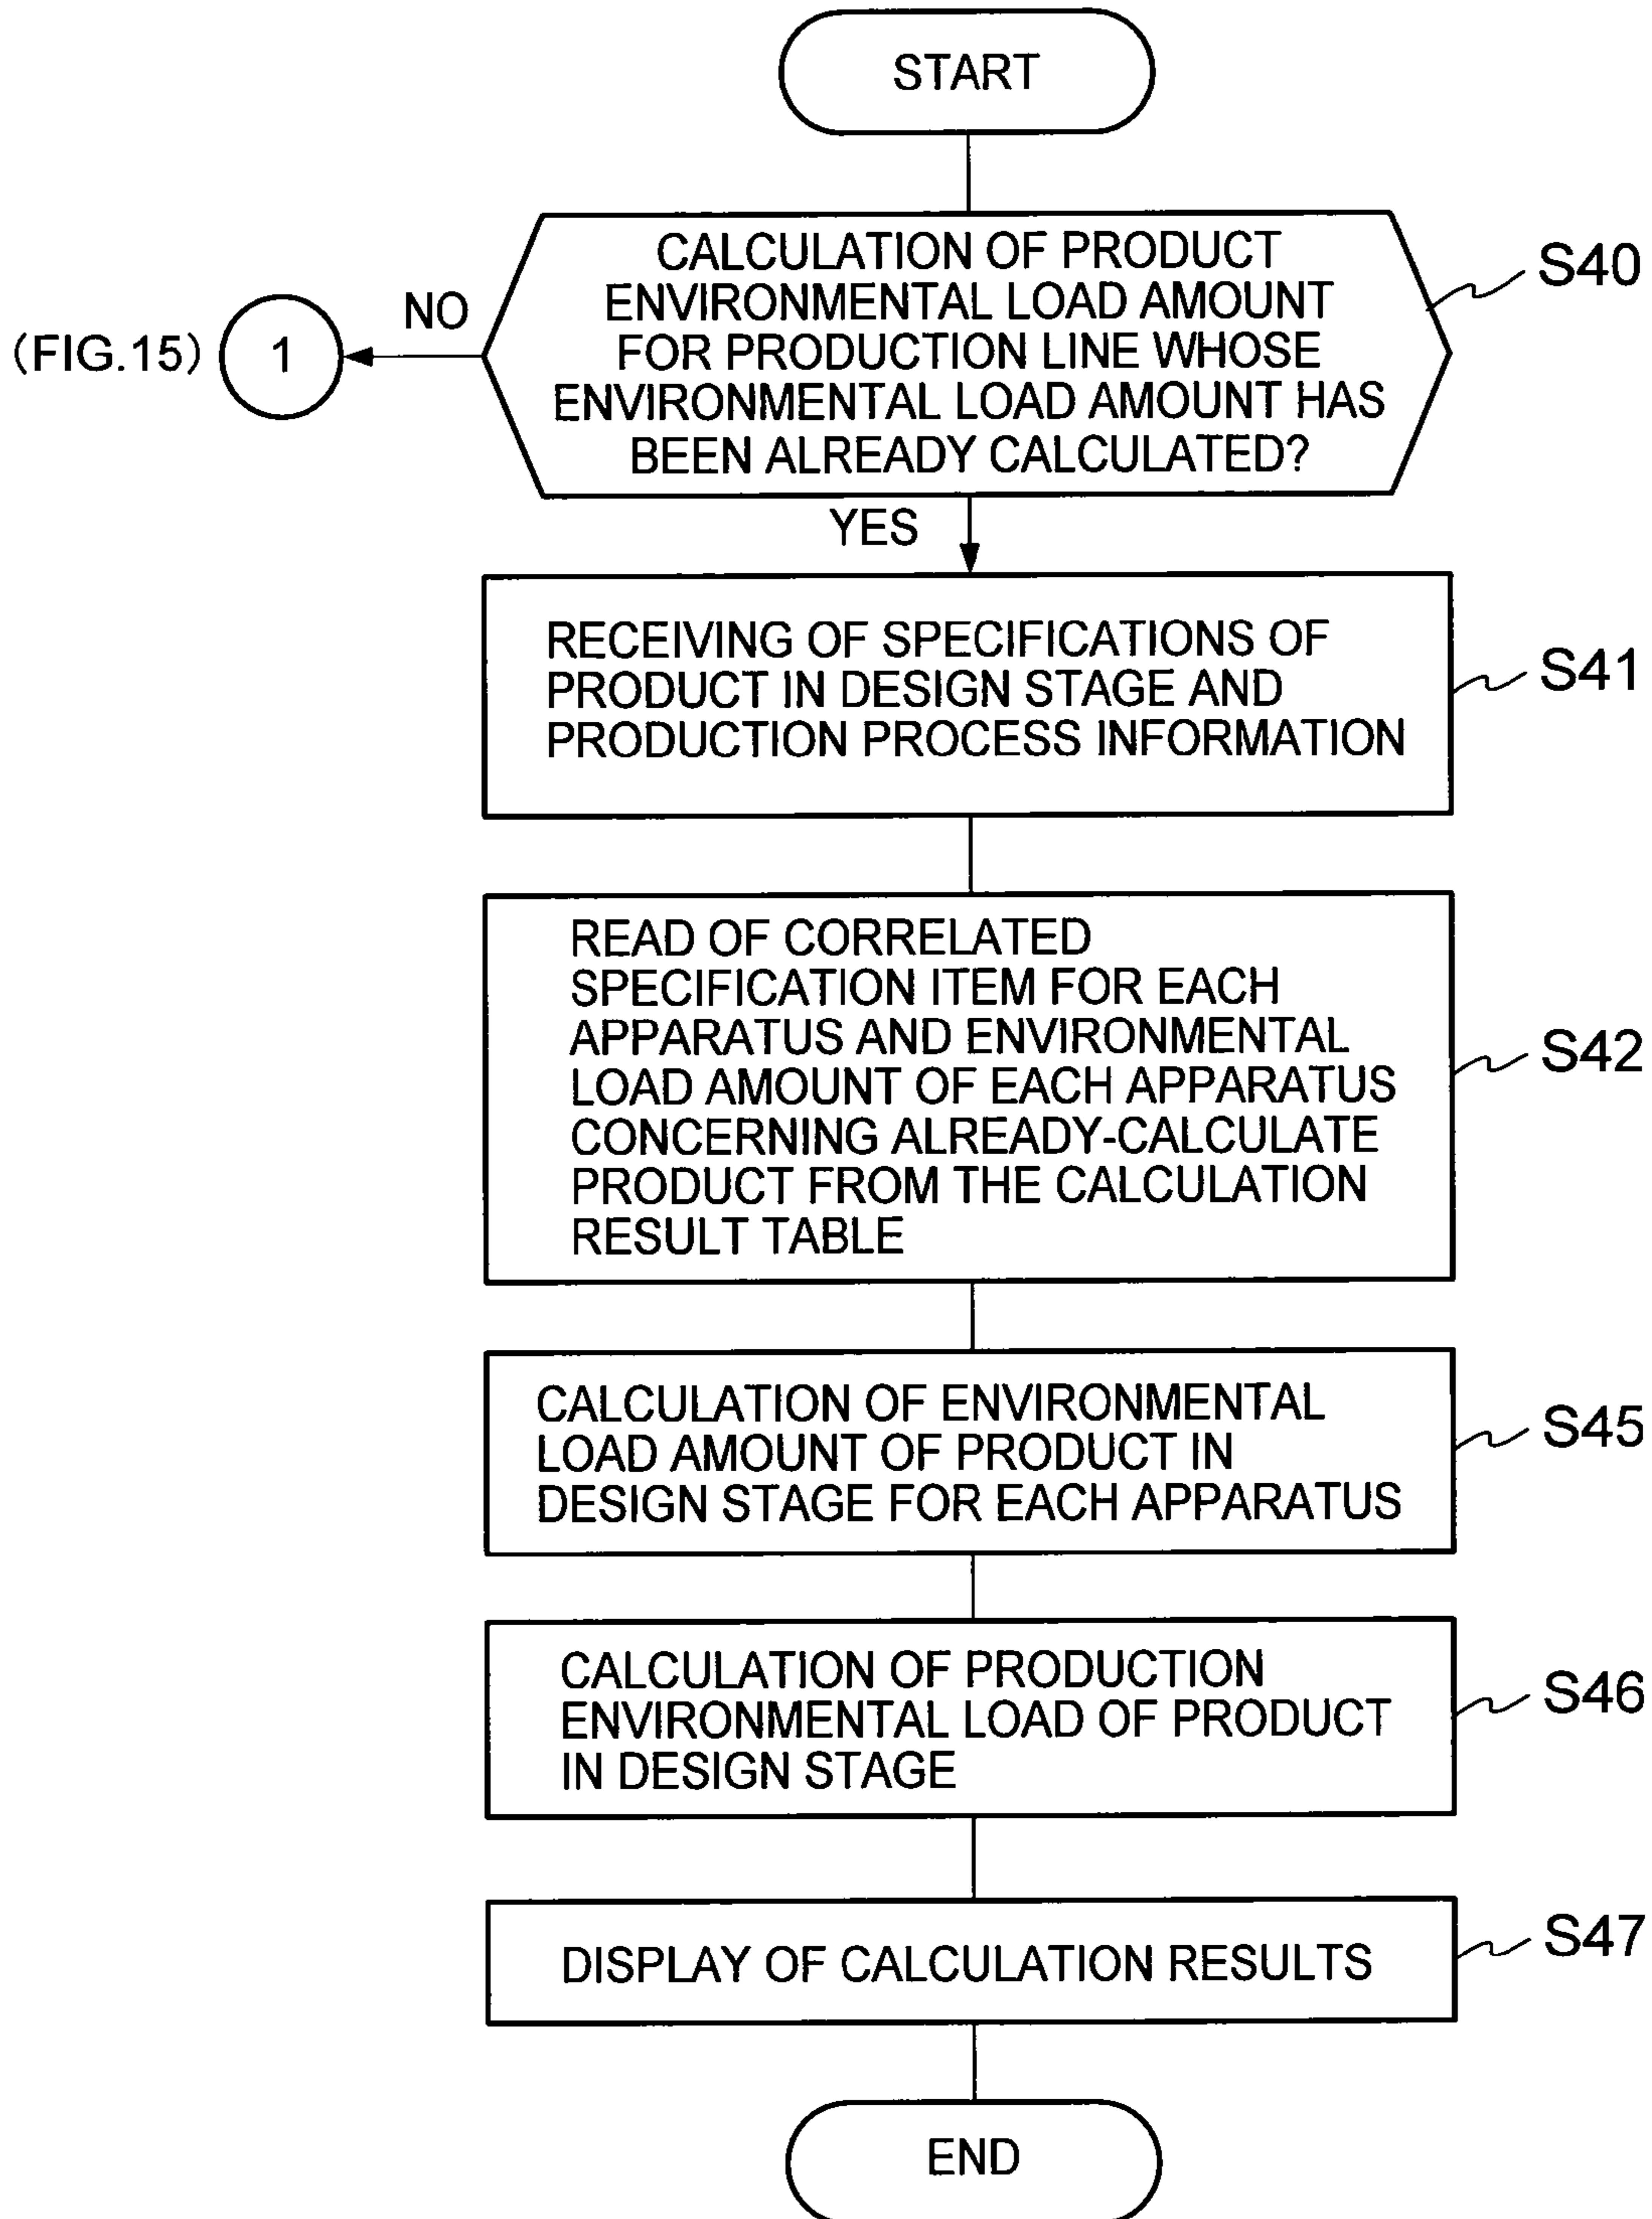 START
CALCULATION OF PRODUCT
ENVIRONMENTAL LOAD AMOUNT
FOR PRODUCTION LINE WHOSE
ENVIRONMENTAL LOAD AMOUNT HAS
BEEN ALREADY CALCULATED?
S40
NO
(FIG.15)
1
YES
RECEIVING OF SPECIFICATIONS OF
PRODUCT IN DESIGN STAGE AND
PRODUCTION PROCESS INFORMATION
S41
READ OF CORRELATED
SPECIFICATION ITEM FOR EACH
APPARATUS AND ENVIRONMENTAL
LOAD AMOUNT OF EACH APPARATUS
CONCERNING ALREADY-CALCULATE
PRODUCT FROM THE CALCULATION
RESULT TABLE
S42
CALCULATION OF ENVIRONMENTAL
LOAD AMOUNT OF PRODUCT IN
DESIGN STAGE FOR EACH APPARATUS
S45
CALCULATION OF PRODUCTION
ENVIRONMENTAL LOAD OF PRODUCT
IN DESIGN STAGE
S46
DISPLAY OF CALCULATION RESULTS
S47
END